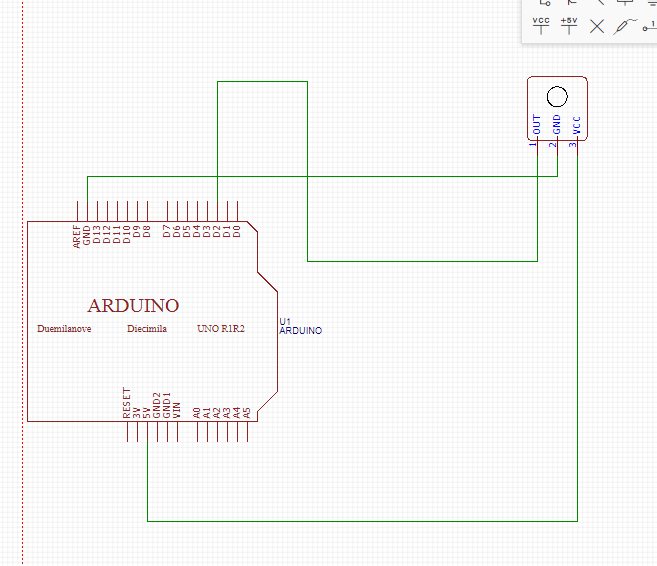 VCC +5V
OUT GND VCC
1 2 3
AREF GND D13 D12 D11 D10 D9 D8 D7 D6 D5 D4 D3 D2 D1 D0
ARDUINO
Duemilanove Diecimila UNO R1R2
U1
ARDUINO
RESET 3V 5V GND2 GND1 VIN A0 A1 A2 A3 A4 A5